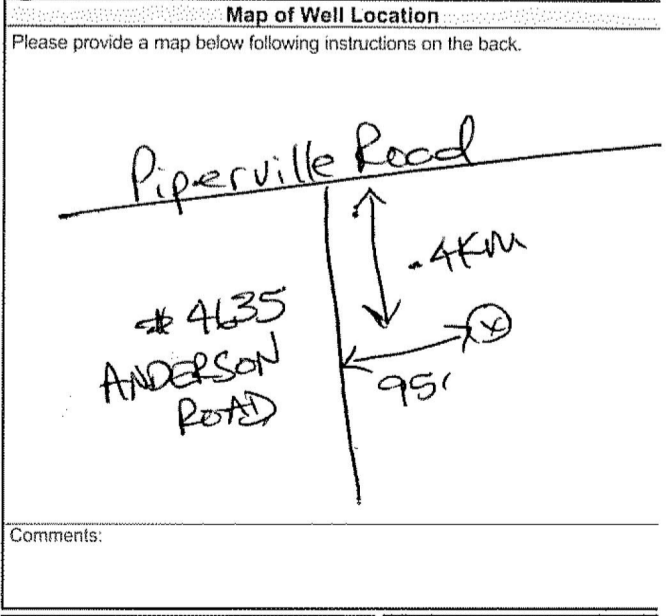 Map of Well Location
Please provide a map below following instructions on the back.
Piperville Road
.4KM
# 4635
ANDERSON
ROAD
95'
X
Comments: